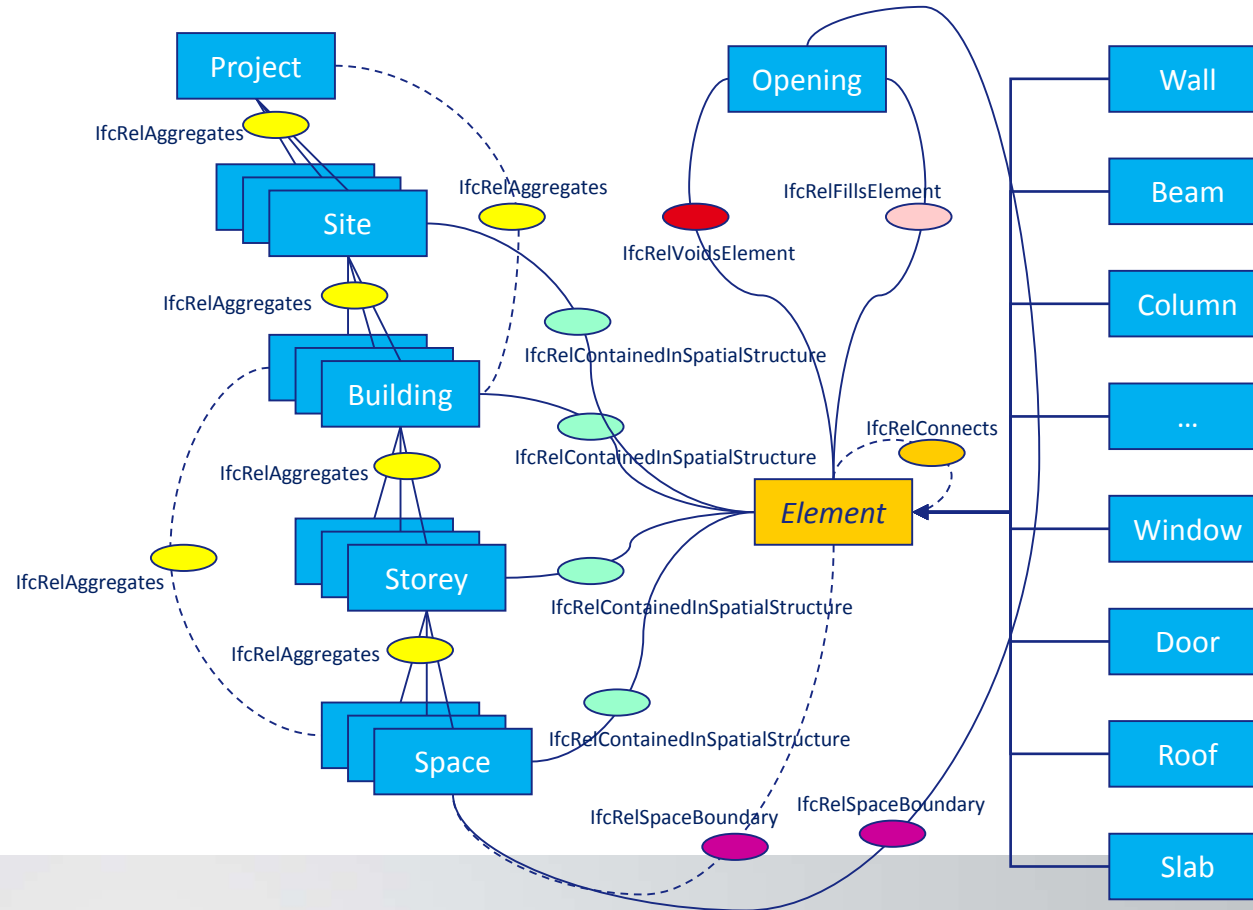 Project
Opening
Wall
IfcRelAggregates
IfcRelAggregates
IfcRelFillsElement
Beam
Site
IfcRelVoidsElement
IfcRelAggregates
Column
IfcRelContainedInSpatialStructure
Building
...
IfcRelConnects
IfcRelContainedInSpatialStructure
IfcRelAggregates
Element
Window
Storey
IfcRelAggregates
IfcRelContainedInSpatialStructure
Door
IfcRelAggregates
IfcRelContainedInSpatialStructure
Space
Roof
IfcRelSpaceBoundary
IfcRelSpaceBoundary
Slab